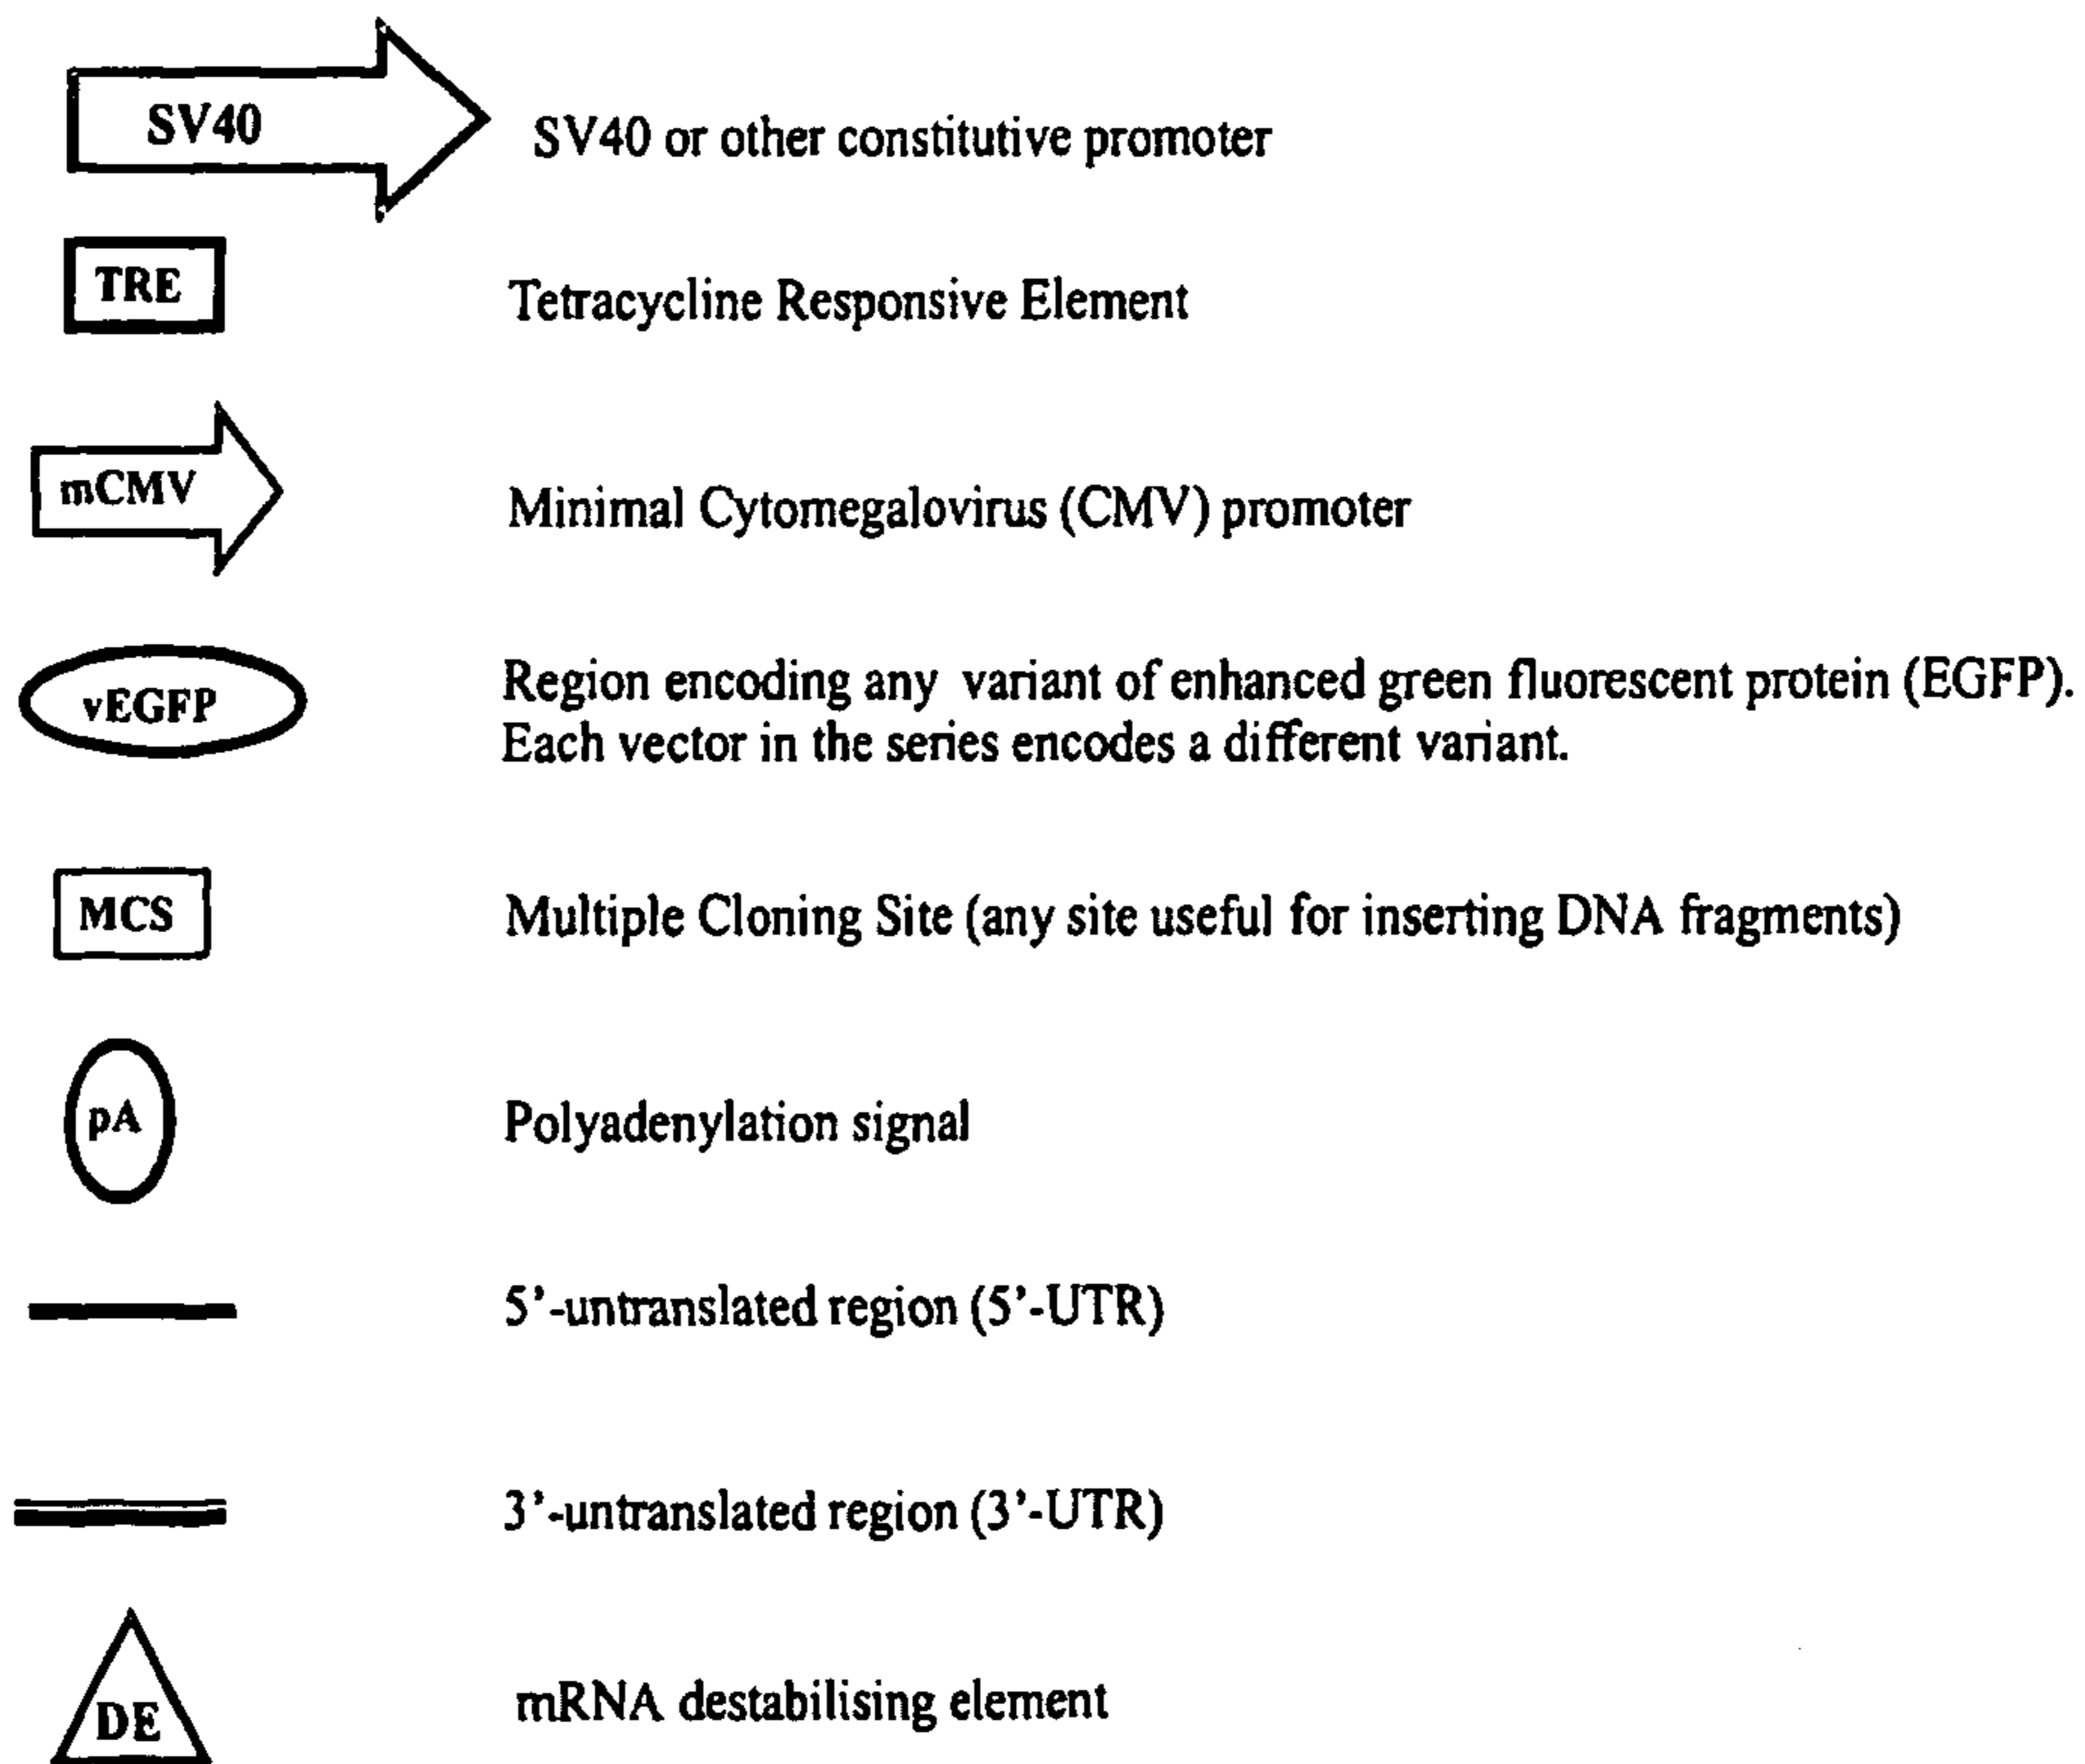 SV40 SV40 or other constitutive promoter
TRE Tetracycline Responsive Element
mCMV Minimal Cytomegalovirus (CMV) promoter
vEGFP Region encoding any variant of enhanced green fluorescent protein (EGFP).
Each vector in the series encodes a different variant.
MCS Multiple Cloning Site (any site useful for inserting DNA fragments)
pA Polyadenylation signal
5'-untranslated region (5'-UTR)
3'-untranslated region (3'-UTR)
DE mRNA destabilising element